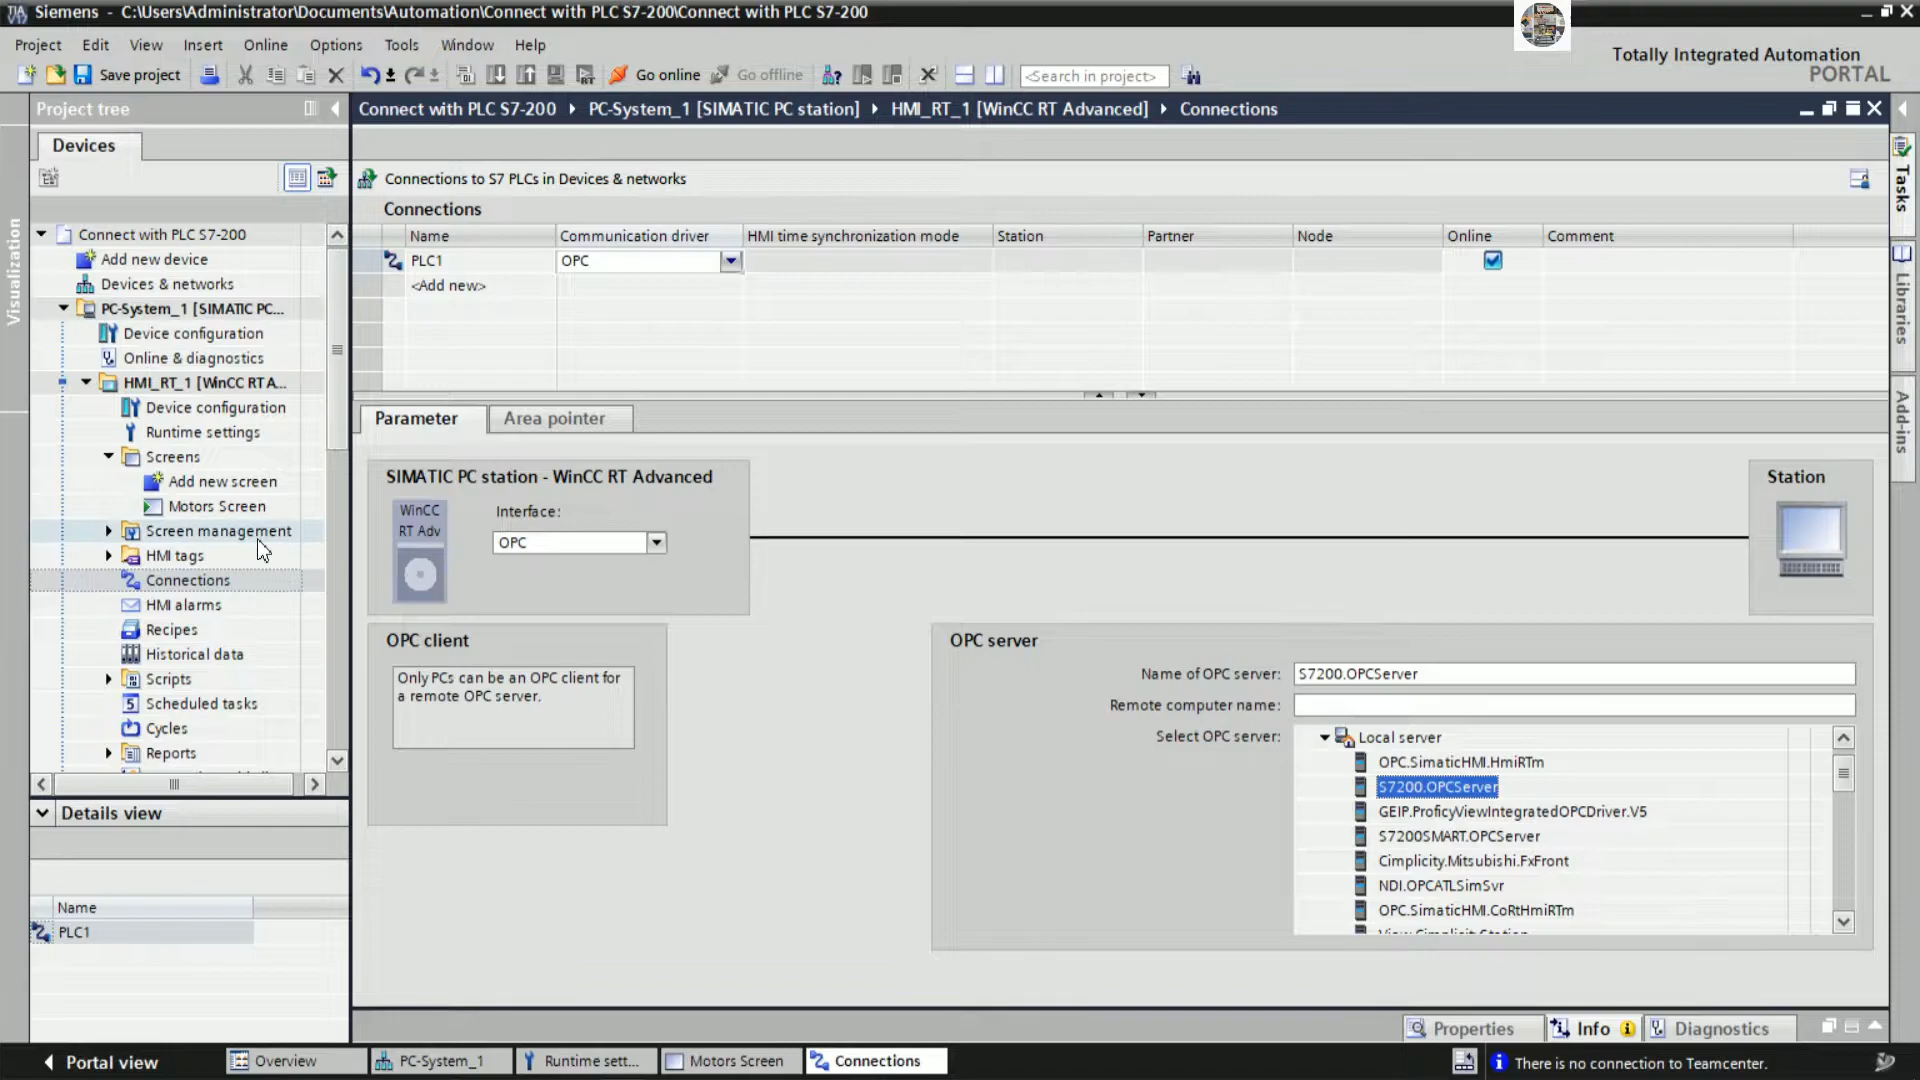 Siemens - C:\Users\Administrator\Documents\Automation\Connect with PLC S7-200\Connect with PLC S7-200
Project Edit View Insert Online Options Tools Window Help
Totally Integrated Automation
PORTAL
Save project
Go online
Go offline
<Search in project>
Project tree
Connect with PLC S7-200 PC-System_1 [SIMATIC PC station] HMI_RT_1 [WinCC RT Advanced] Connections
Devices
Visualization
Connect with PLC S7-200
Add new device
Devices & networks
PC-System_1 [SIMATIC PC...
Device configuration
Online & diagnostics
HMI_RT_1 [WinCC RT A...
Device configuration
Runtime settings
Screens
Add new screen
Motors Screen
Screen management
HMI tags
Connections
HMI alarms
Recipes
Historical data
Scripts
Scheduled tasks
Cycles
Reports
Details view
Name
PLC1
Connections to S7 PLCs in Devices & networks
Connections
Name Communication driver HMI time synchronization mode Station Partner Node Online Comment
PLC1 OPC
<Add new>
Parameter Area pointer
SIMATIC PC station - WinCC RT Advanced
WinCC
RT Adv
Interface:
OPC
Station
OPC client
Only PCs can be an OPC client for
a remote OPC server.
OPC server
Name of OPC server: S7200.OPCServer
Remote computer name:
Select OPC server:
Local server
OPC.SimaticHMI.HmiRTm
S7200.OPCServer
GEIP.ProficyViewIntegratedOPCDriver.V5
S7200SMART.OPCServer
Cimplicity.Mitsubishi.FxFront
NDI.OPCATLSimSvr
OPC.SimaticHMI.CoRtHmiRTm
Tasks
Libraries
Add-ins
Properties Info Diagnostics
Portal view Overview PC-System_1 Runtime sett... Motors Screen Connections
There is no connection to Teamcenter.